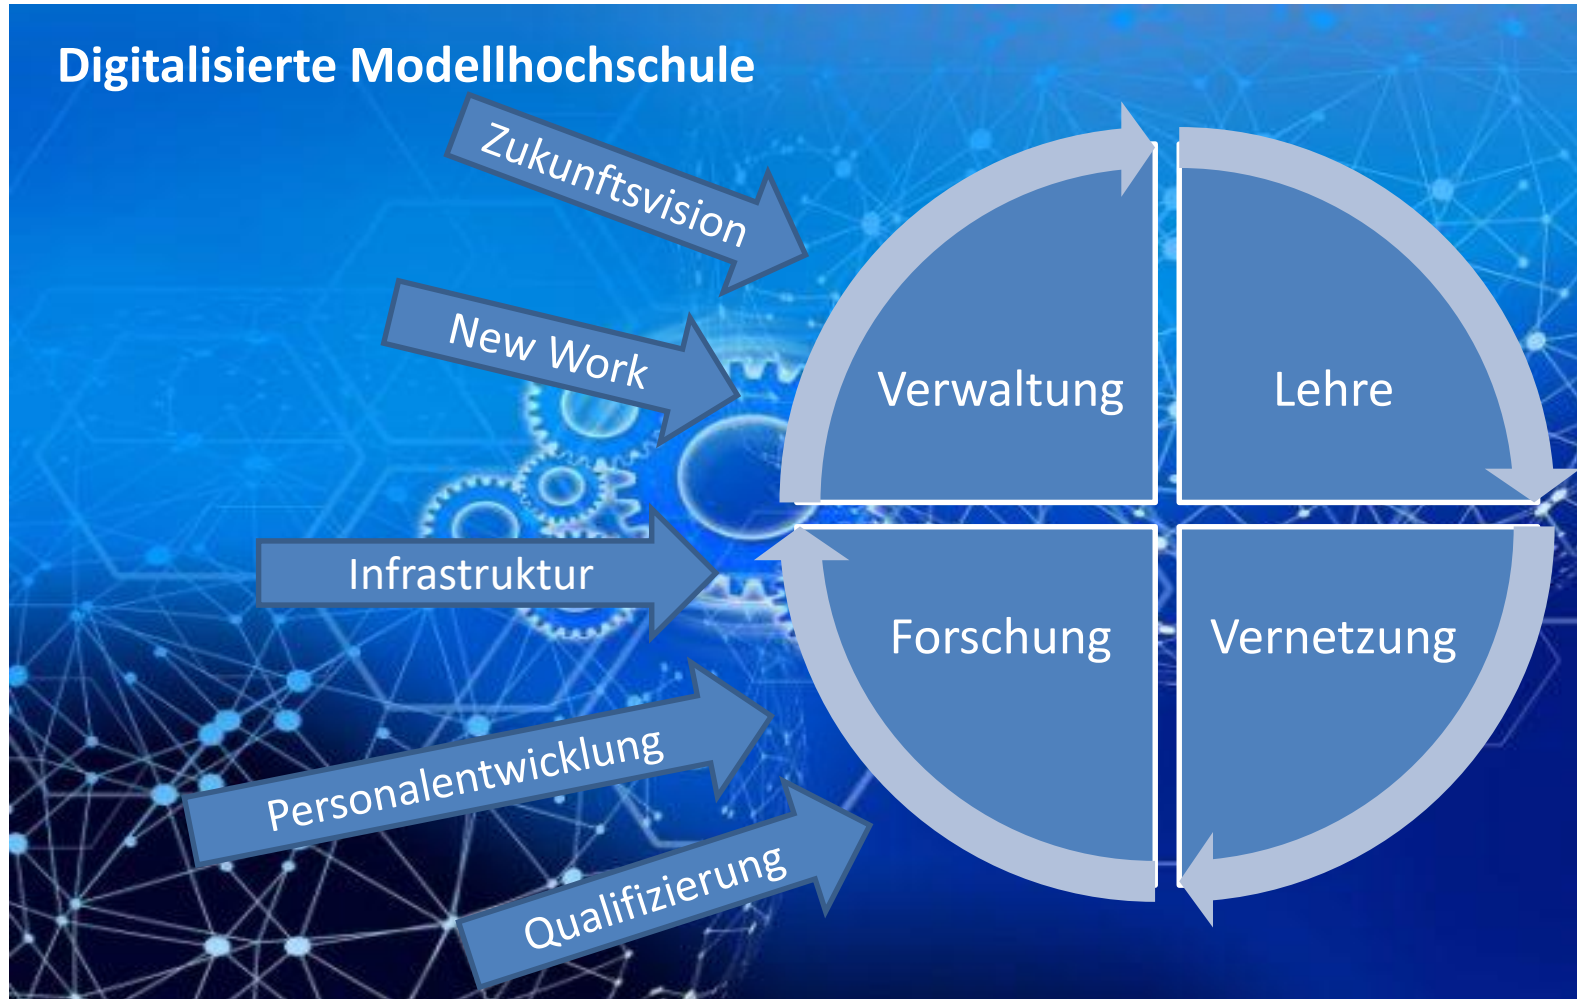 Digitalisierte Modellhochschule
Zukunftsvision
New Work
Infrastruktur
Personalentwicklung
Qualifizierung
Verwaltung
Lehre
Forschung
Vernetzung